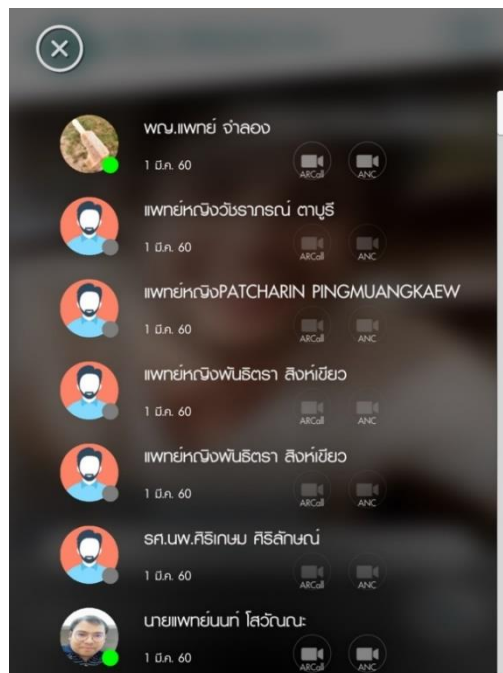 พญ.แพทย์ จำลอง
1 มี.ค. 60
ARCall ANC
แพทย์หญิงวัชราภรณ์ ตาบุรี
1 มี.ค. 60
ARCall ANC
แพทย์หญิงPATCHARIN PINGMUANGKAEW
1 มี.ค. 60
ARCall ANC
แพทย์หญิงพันธิตรา สิงห์เขียว
1 มี.ค. 60
ARCall ANC
แพทย์หญิงพันธิตรา สิงห์เขียว
1 มี.ค. 60
ARCall ANC
รศ.นพ.ศิริเกษม ศิริลักษณ์
1 มี.ค. 60
ARCall ANC
นายแพทย์นนท์ โสวัณณะ
1 มี.ค. 60
ARCall ANC